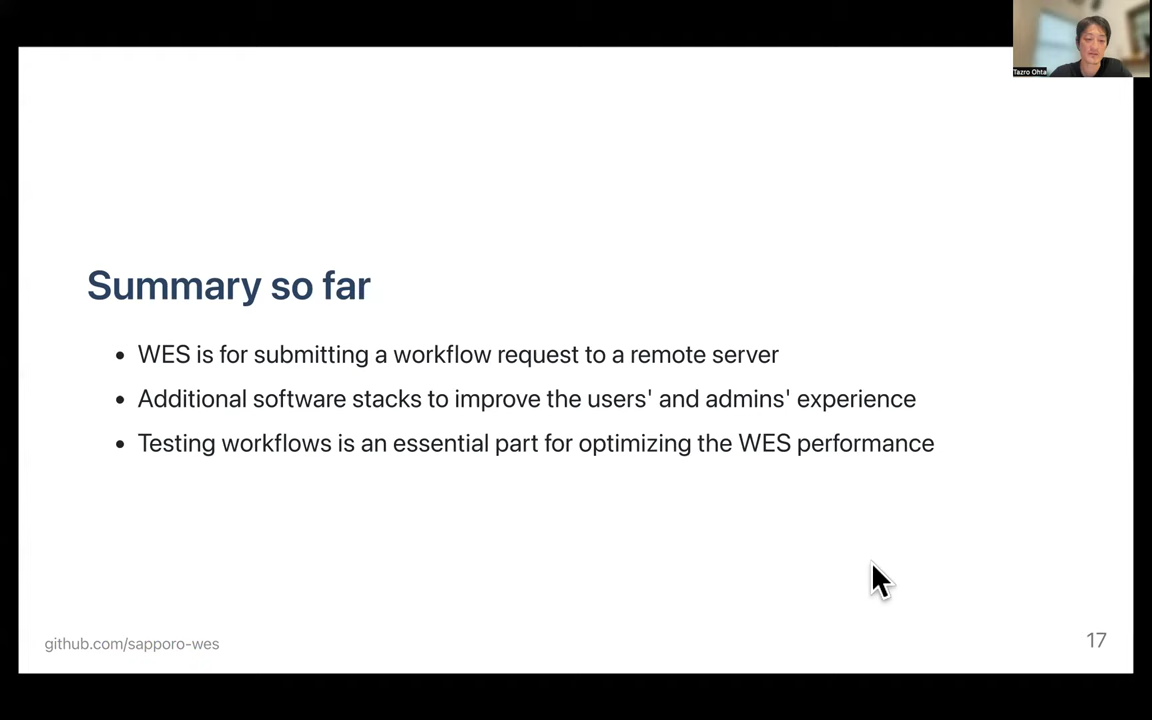 Tazro Ohta
Summary so far
• WES is for submitting a workflow request to a remote server
• Additional software stacks to improve the users' and admins' experience
• Testing workflows is an essential part for optimizing the WES performance
github.com/sapporo-wes
17